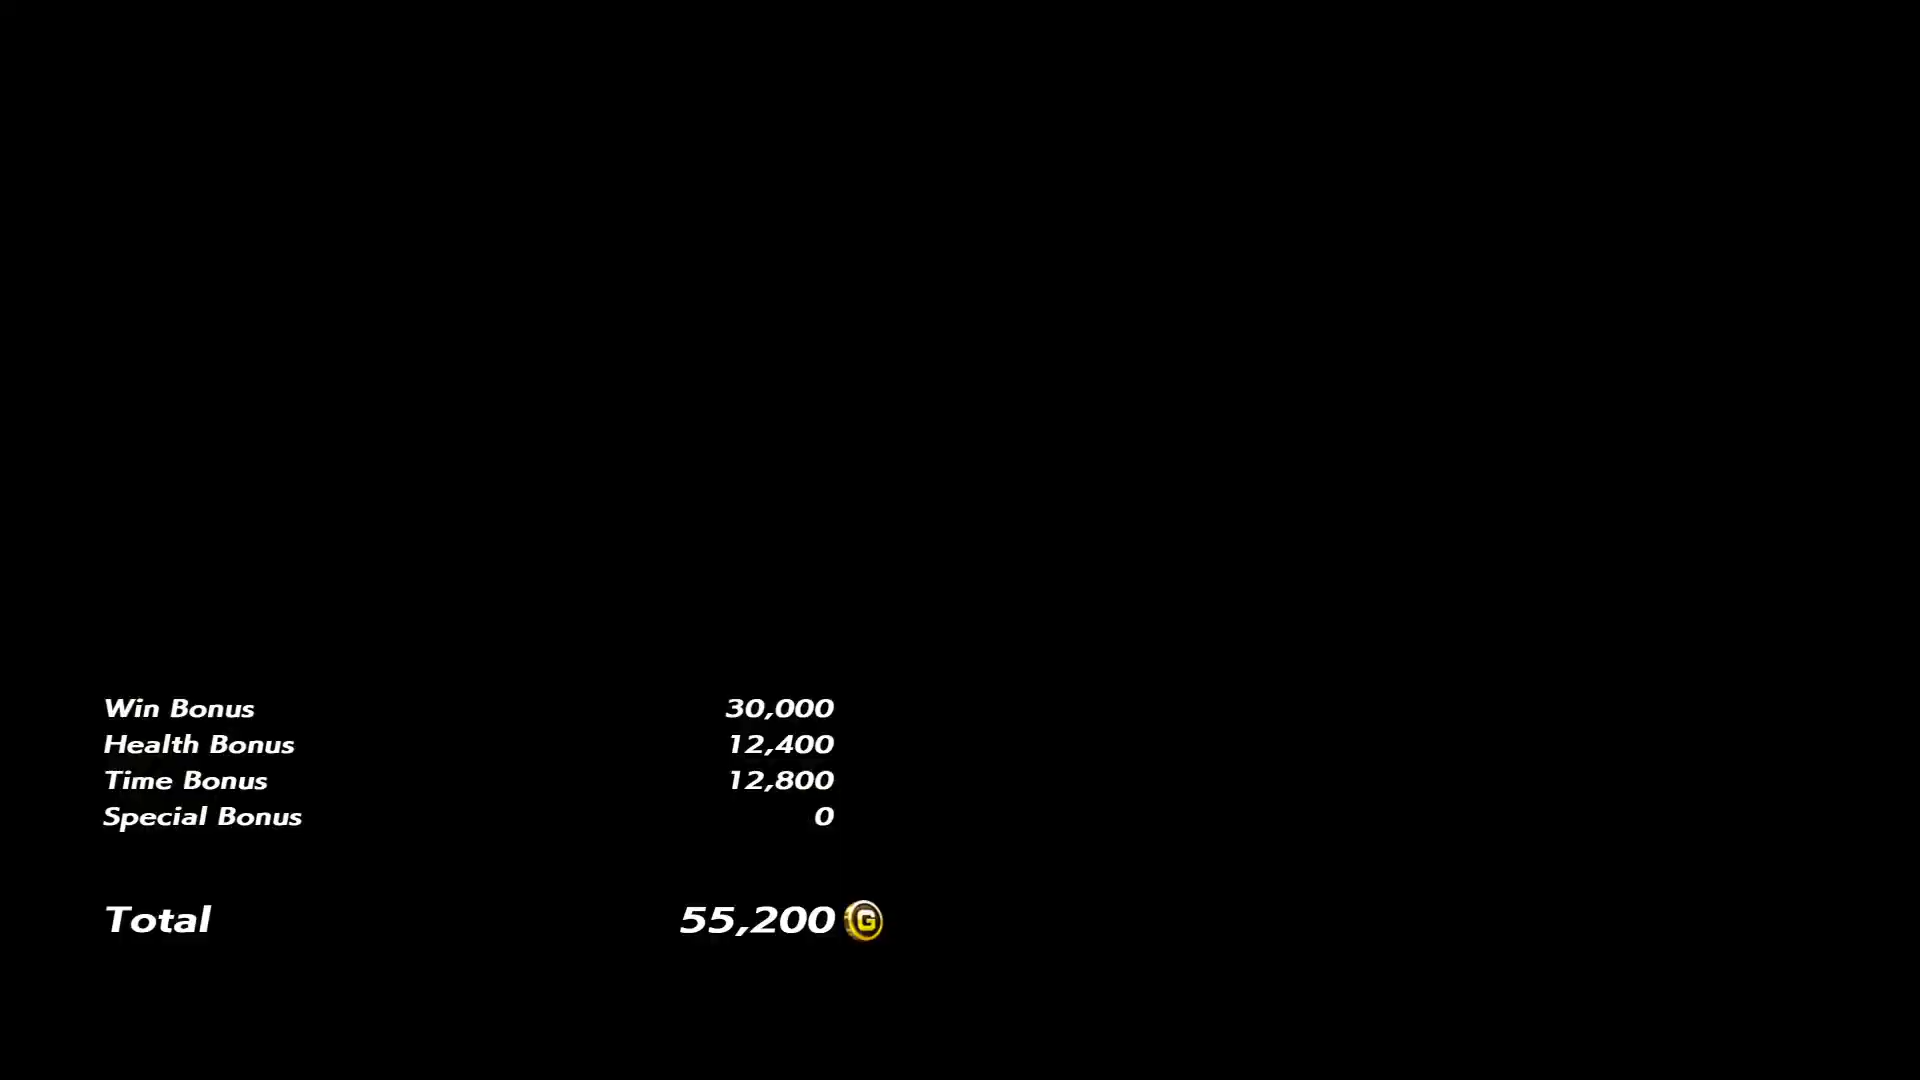 Win Bonus 30,000
Health Bonus 12,400
Time Bonus 12,800
Special Bonus 0
Total 55,200 G